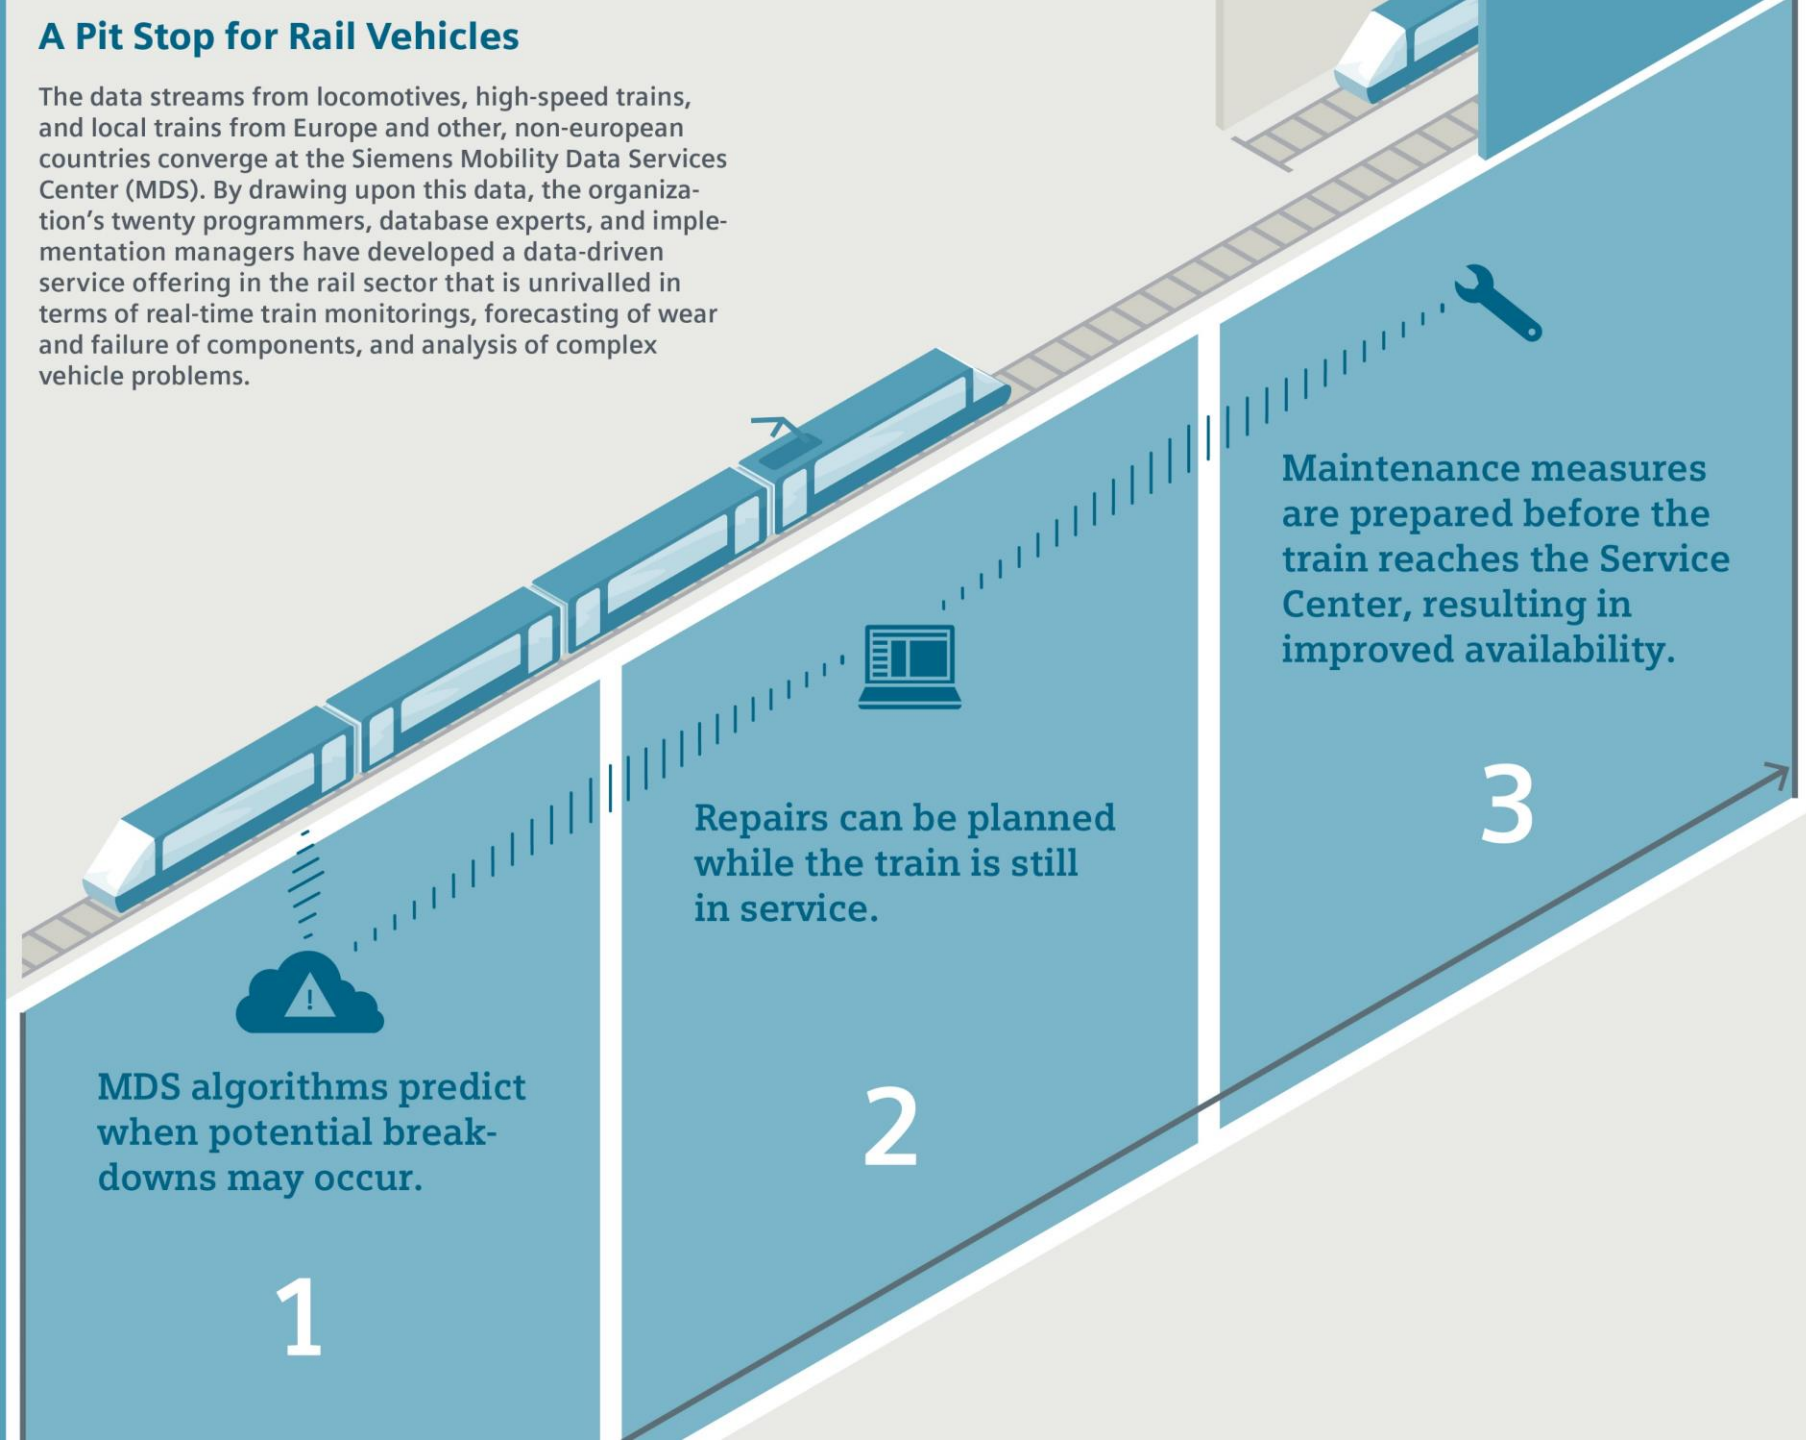 A Pit Stop for Rail Vehicles
The data streams from locomotives, high-speed trains,
and local trains from Europe and other, non-european
countries converge at the Siemens Mobility Data Services
Center (MDS). By drawing upon this data, the organiza-
tion's twenty programmers, database experts, and imple-
mentation managers have developed a data-driven
service offering in the rail sector that is unrivalled in
terms of real-time train monitorings, forecasting of wear
and failure of components, and analysis of complex
vehicle problems.
!
MDS algorithms predict
when potential break-
downs may occur.
1
Repairs can be planned
while the train is still
in service.
2
Maintenance measures
are prepared before the
train reaches the Service
Center, resulting in
improved availability.
3